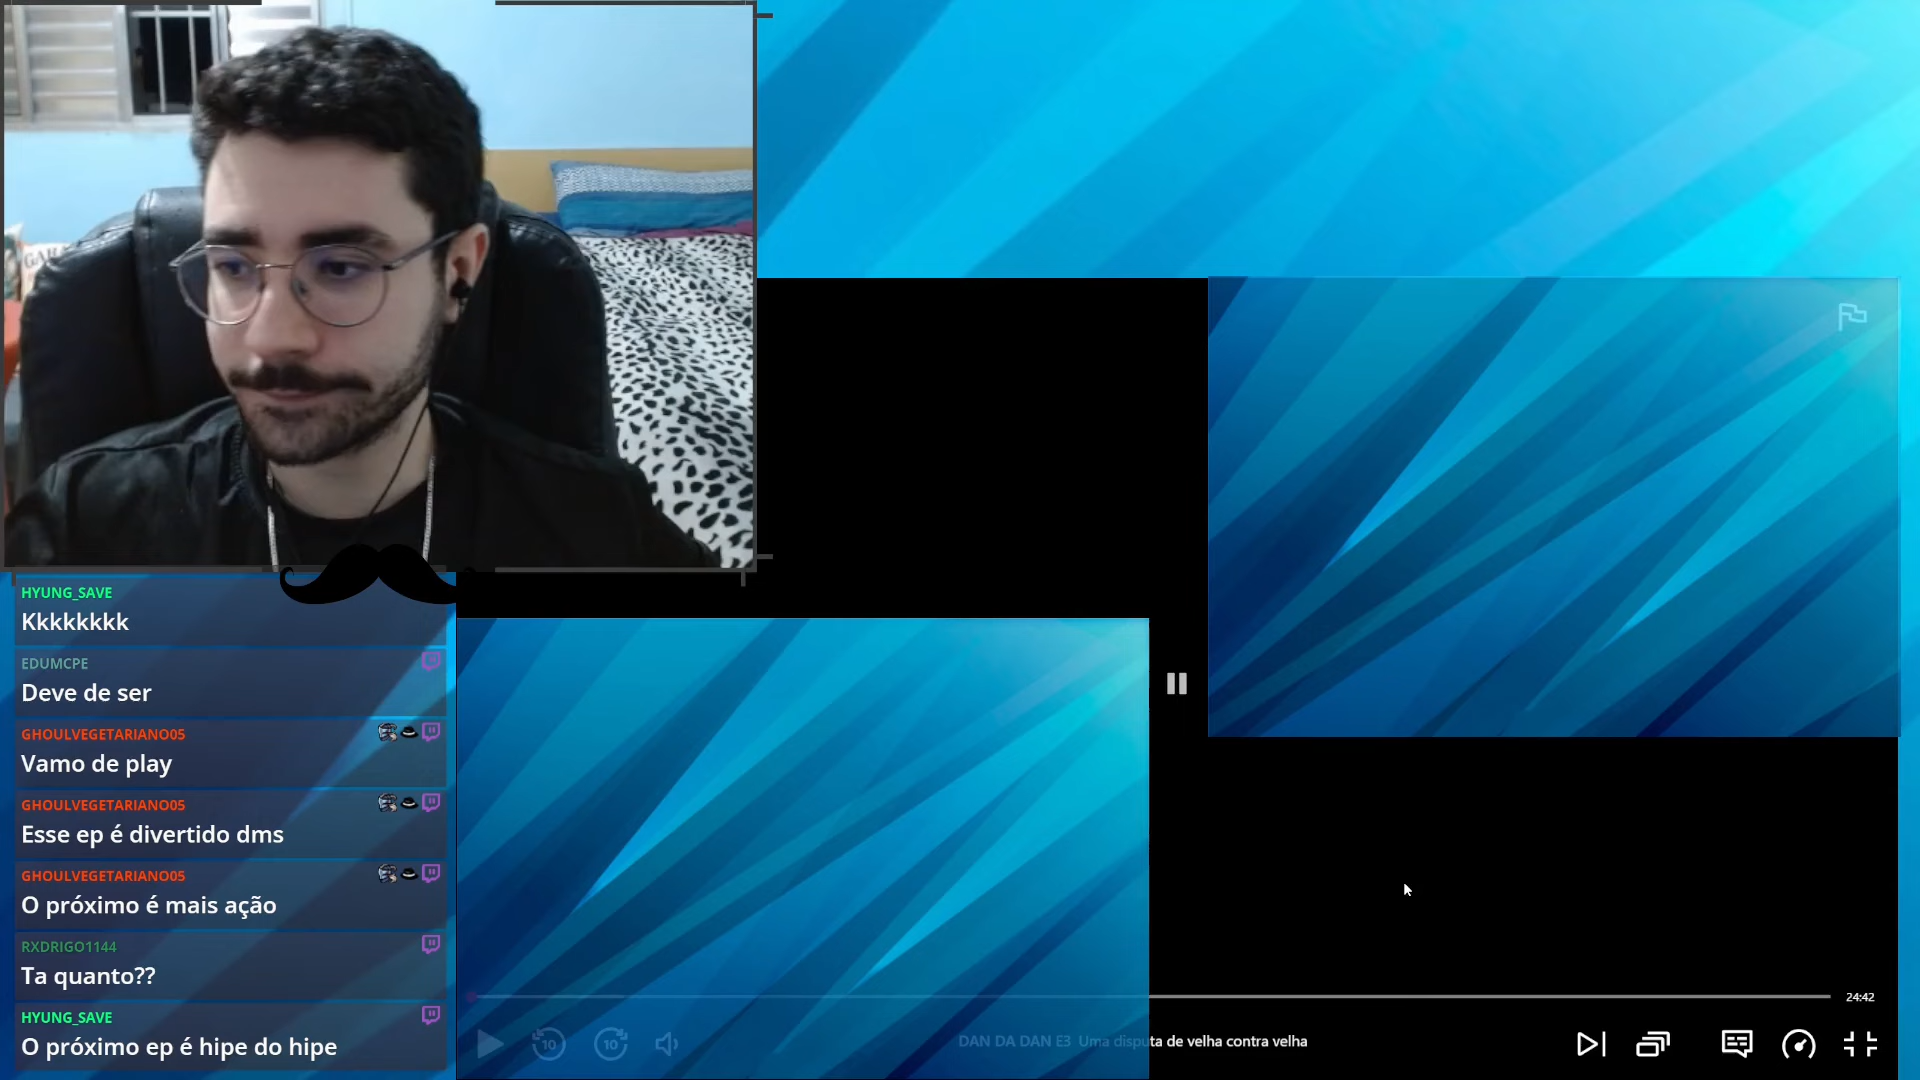 HYUNG_SAVE
Kkkkkkkk
EDUMCPE
Deve de ser
GHOULVEGETARIANO05
Vamo de play
GHOULVEGETARIANO05
Esse ep é divertido dms
GHOULVEGETARIANO05
O próximo é mais ação
RXDRIGO1144
Ta quanto??
HYUNG_SAVE
O próximo ep é hipe do hipe
24:42
10
10
DAN DA DAN E3 Uma disputa de velha contra velha